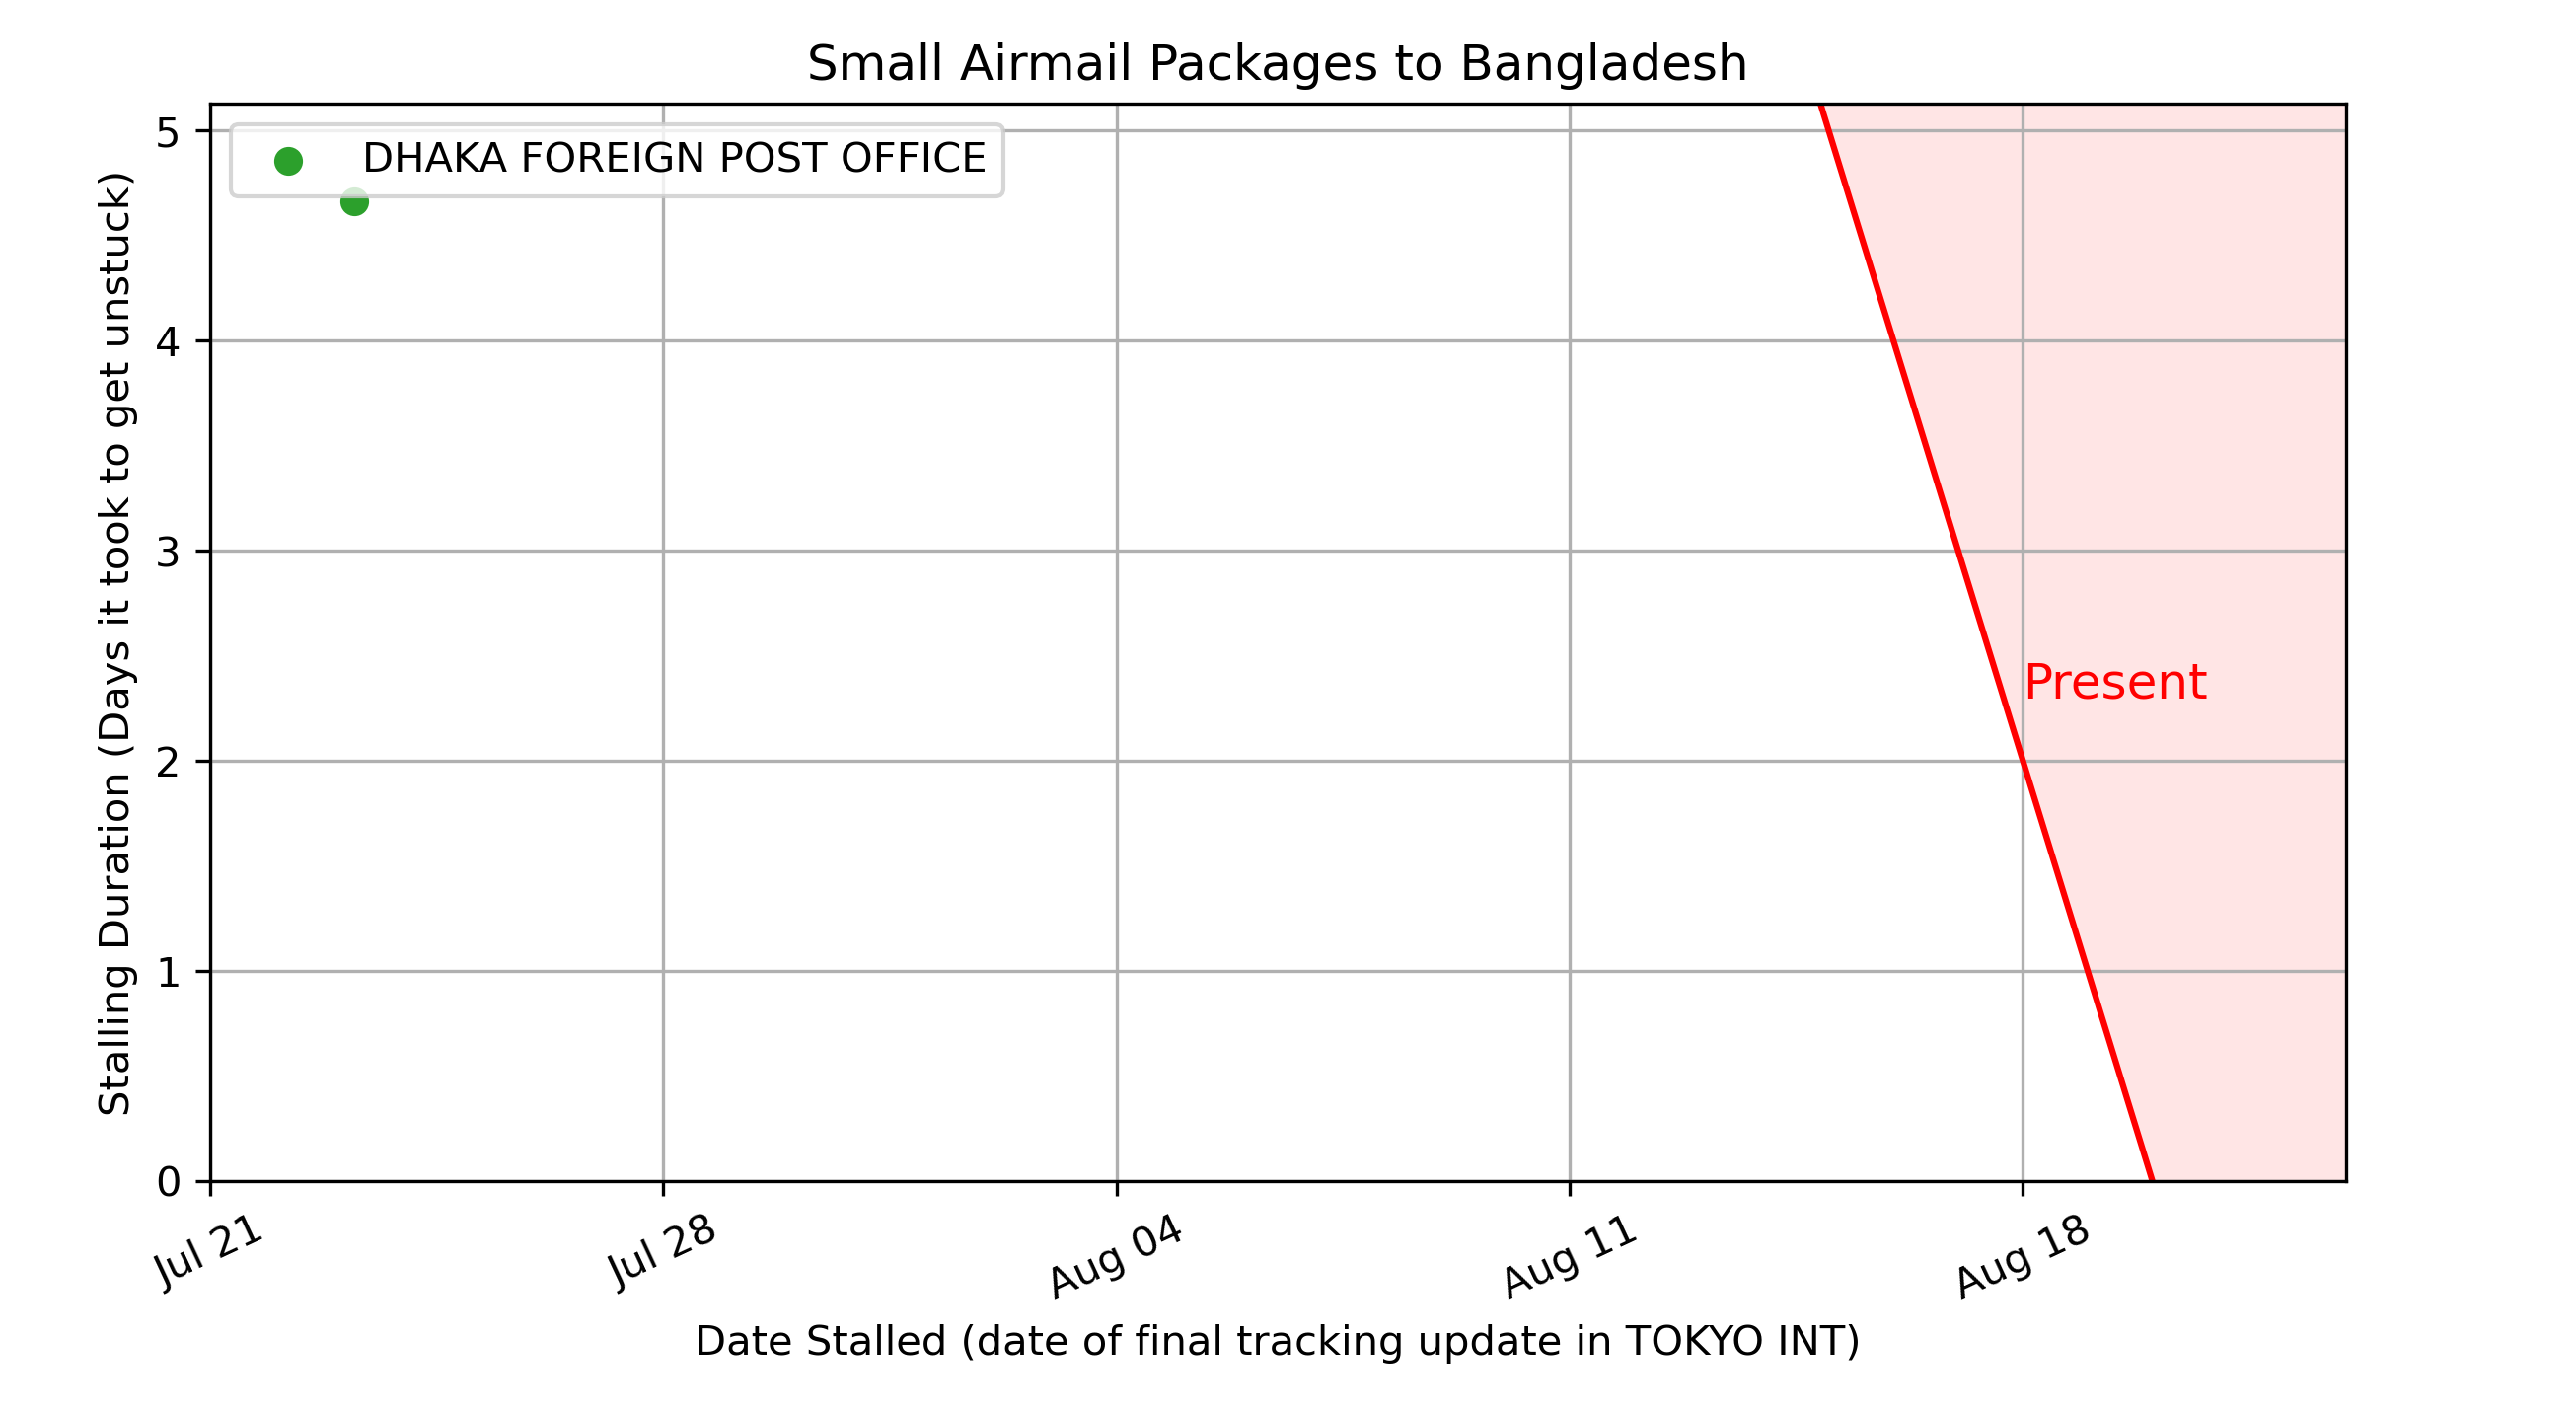 Small Airmail Packages to Bangladesh
DHAKA FOREIGN POST OFFICE
Stalling Duration (Days it took to get unstuck)
5
4
3
2
1
0
Present
Jul 21
Jul 28
Aug 04
Aug 11
Aug 18
Date Stalled (date of final tracking update in TOKYO INT)